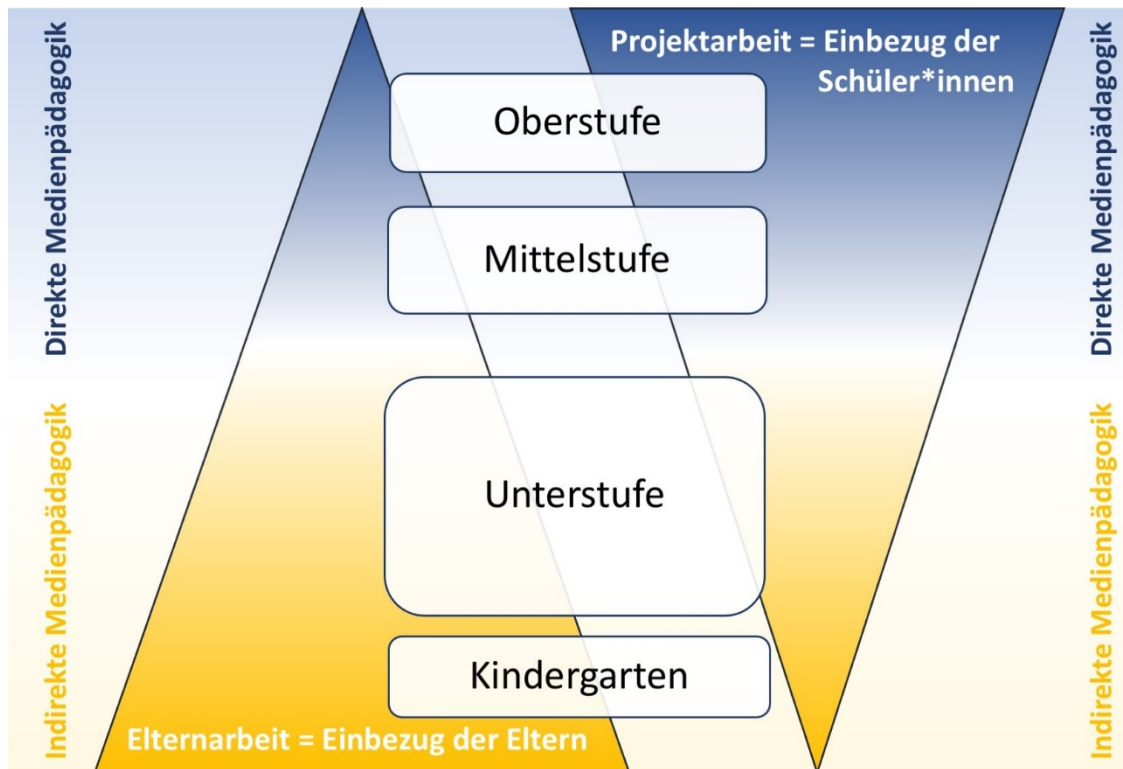 Projektarbeit = Einbezug der
Schüler*innen
Oberstufe
Mittelstufe
Unterstufe
Kindergarten
Elternarbeit = Einbezug der Eltern
Direkte Medienpädagogik
Indirekte Medienpädagogik
Direkte Medienpädagogik
Indirekte Medienpädagogik